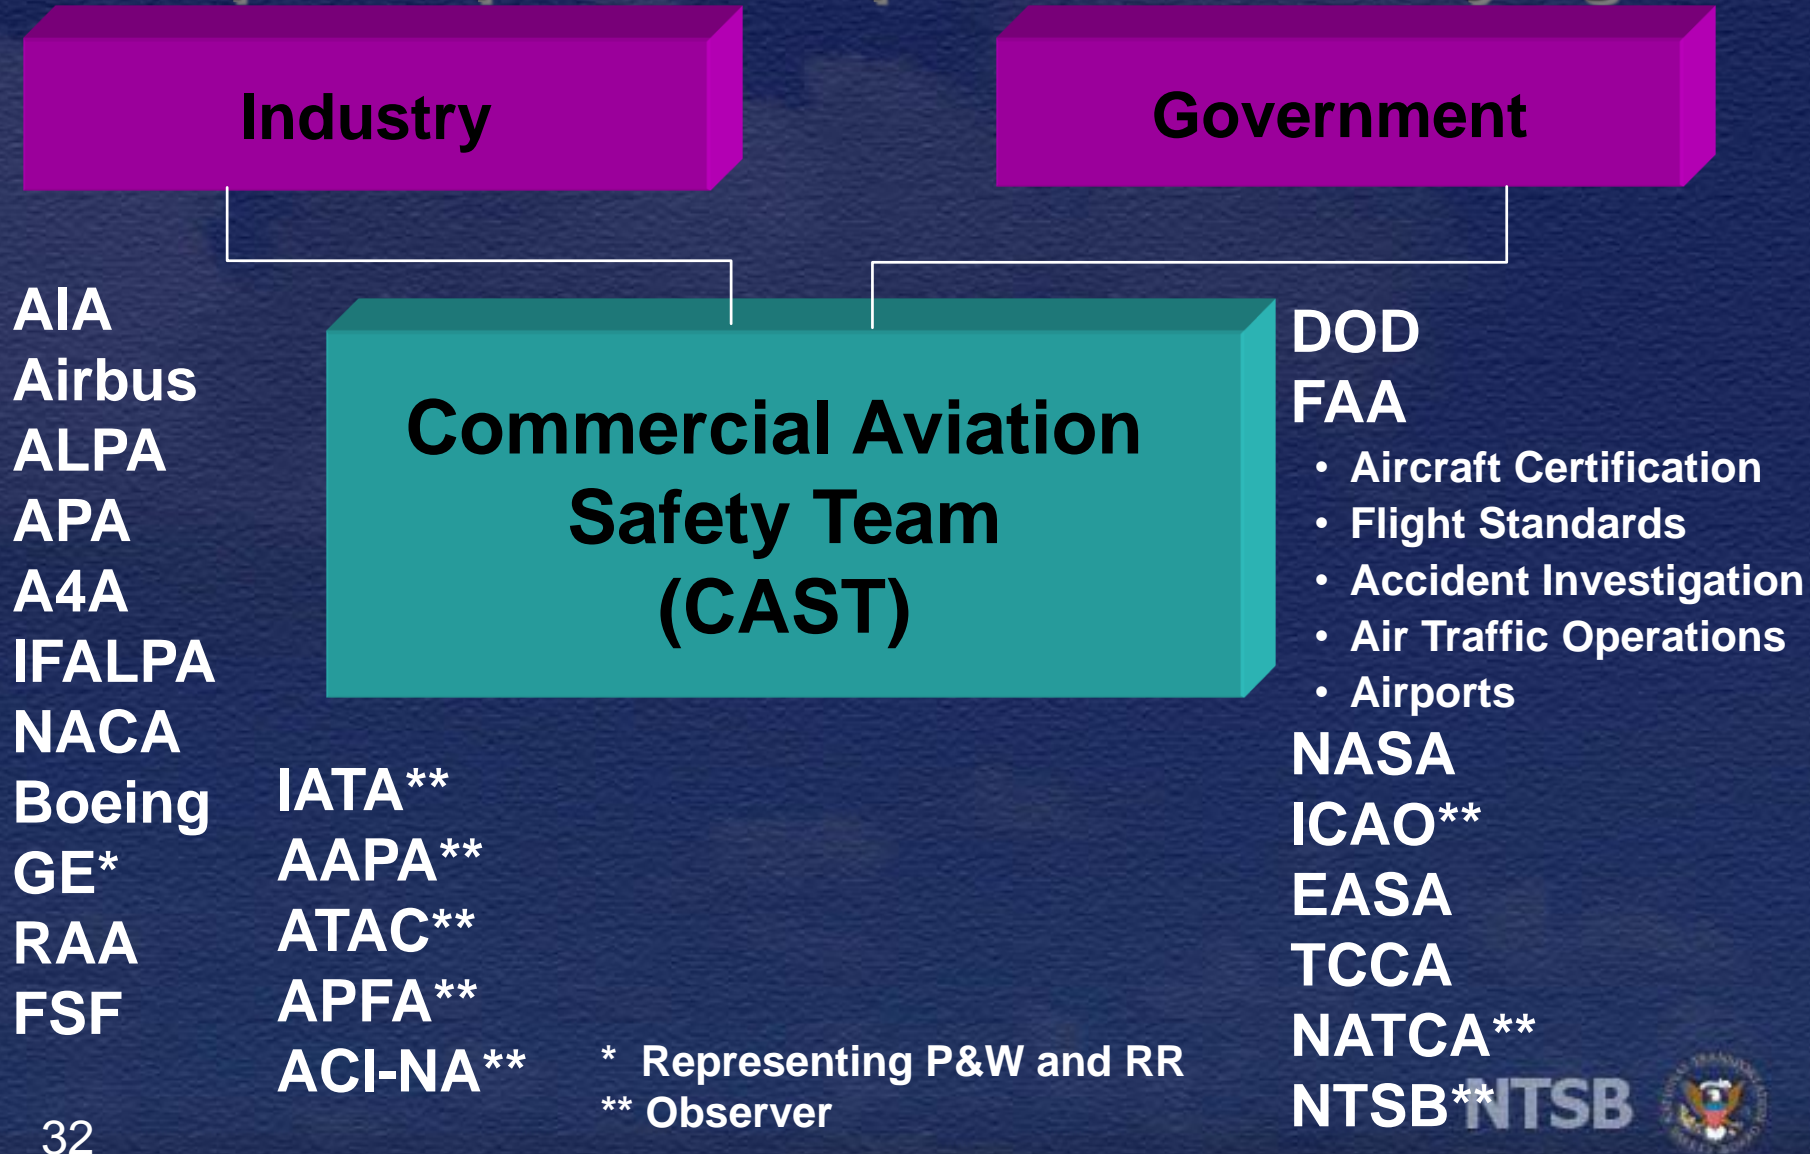 Industry
Government
AIA
Airbus
ALPA
APA
A4A
IFALPA
NACA
Boeing
GE*
RAA
FSF
Commercial Aviation
Safety Team
(CAST)
IATA**
AAPA**
ATAC**
APFA**
ACI-NA**
* Representing P&W and RR
** Observer
DOD
FAA
• Aircraft Certification
• Flight Standards
• Accident Investigation
• Air Traffic Operations
• Airports
NASA
ICAO**
EASA
TCCA
NATCA**
NTSB**
NTSB
32